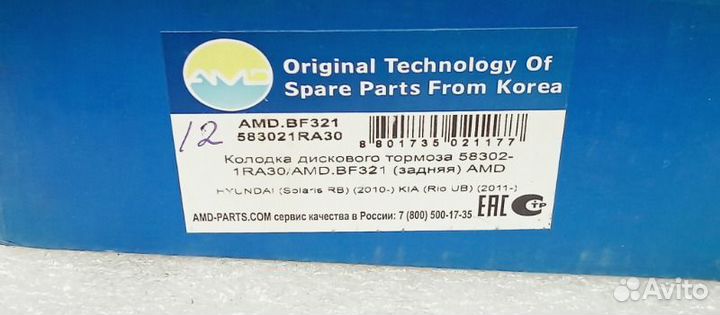 AMD
Original Technology Of
Spare Parts From Korea
12
AMD.BF321
583021RA30
8 801735 021177
Колодка дискового тормоза 58302-
1RA30/AMD.BF321 (задняя) AMD
HYUNDAI (Solaris RB) (2010-) KIA (Rio UB) (2011-)
AMD-PARTS.COM сервис качества в России: 7 (800) 500-17-35
EAC
СТР
Avito